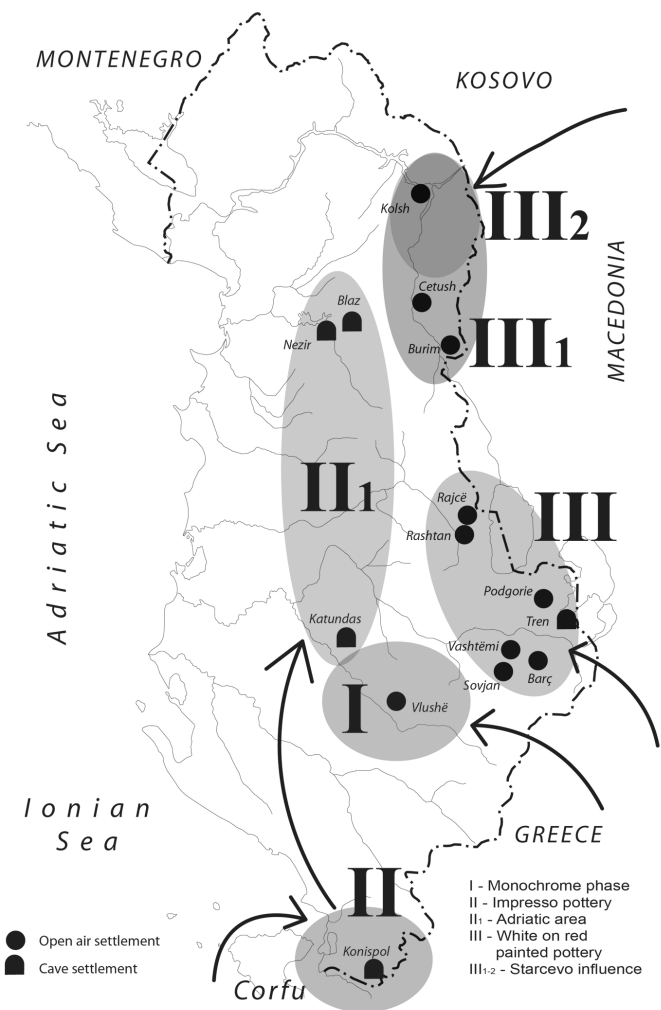 MONTENEGRO
KOSOVO
Kolsh
III2
MACEDONIA
Cetush
Blaz
Nezir
Burim
III1
Adriatic Sea
II1
Rajcë
III
Rashtan
Podgorie
Katundas
Tren
Vashtëmi
Barç
Sovjan
I
Vlushë
Ionian
Sea
GREECE
II
I - Monochrome phase
II - Impresso pottery
II1 - Adriatic area
III - White on red
painted pottery
III1-2 - Starcevo influence
Open air settlement
Cave settlement
Konispol
Corfu